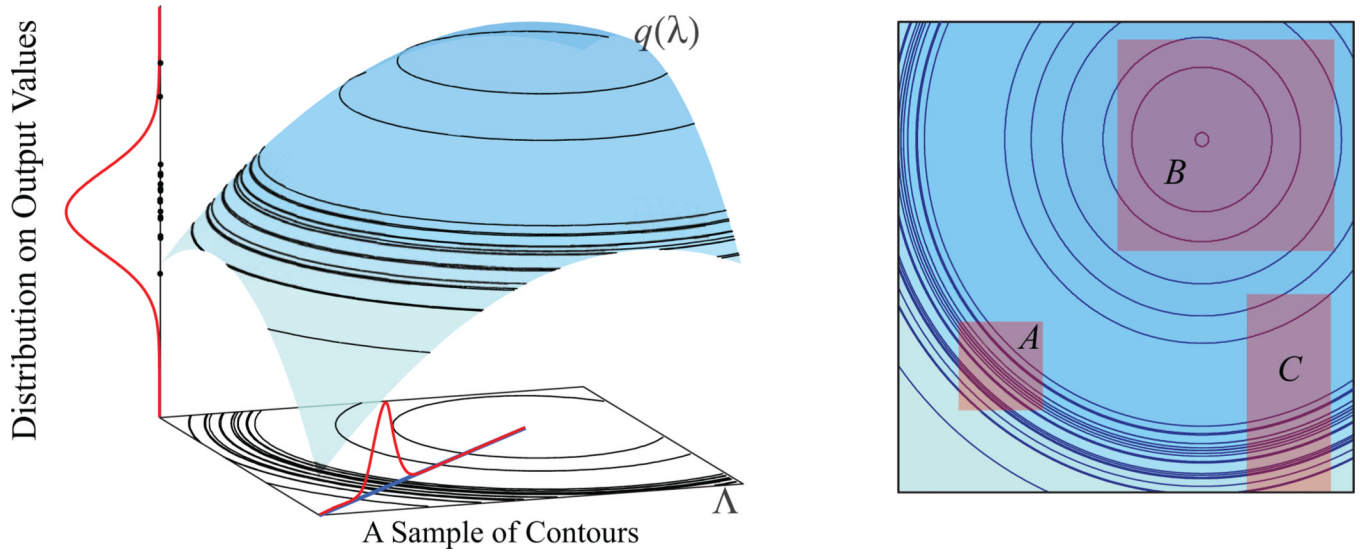 Distribution on Output Values
q(λ)
Λ
A Sample of Contours
B
A
C